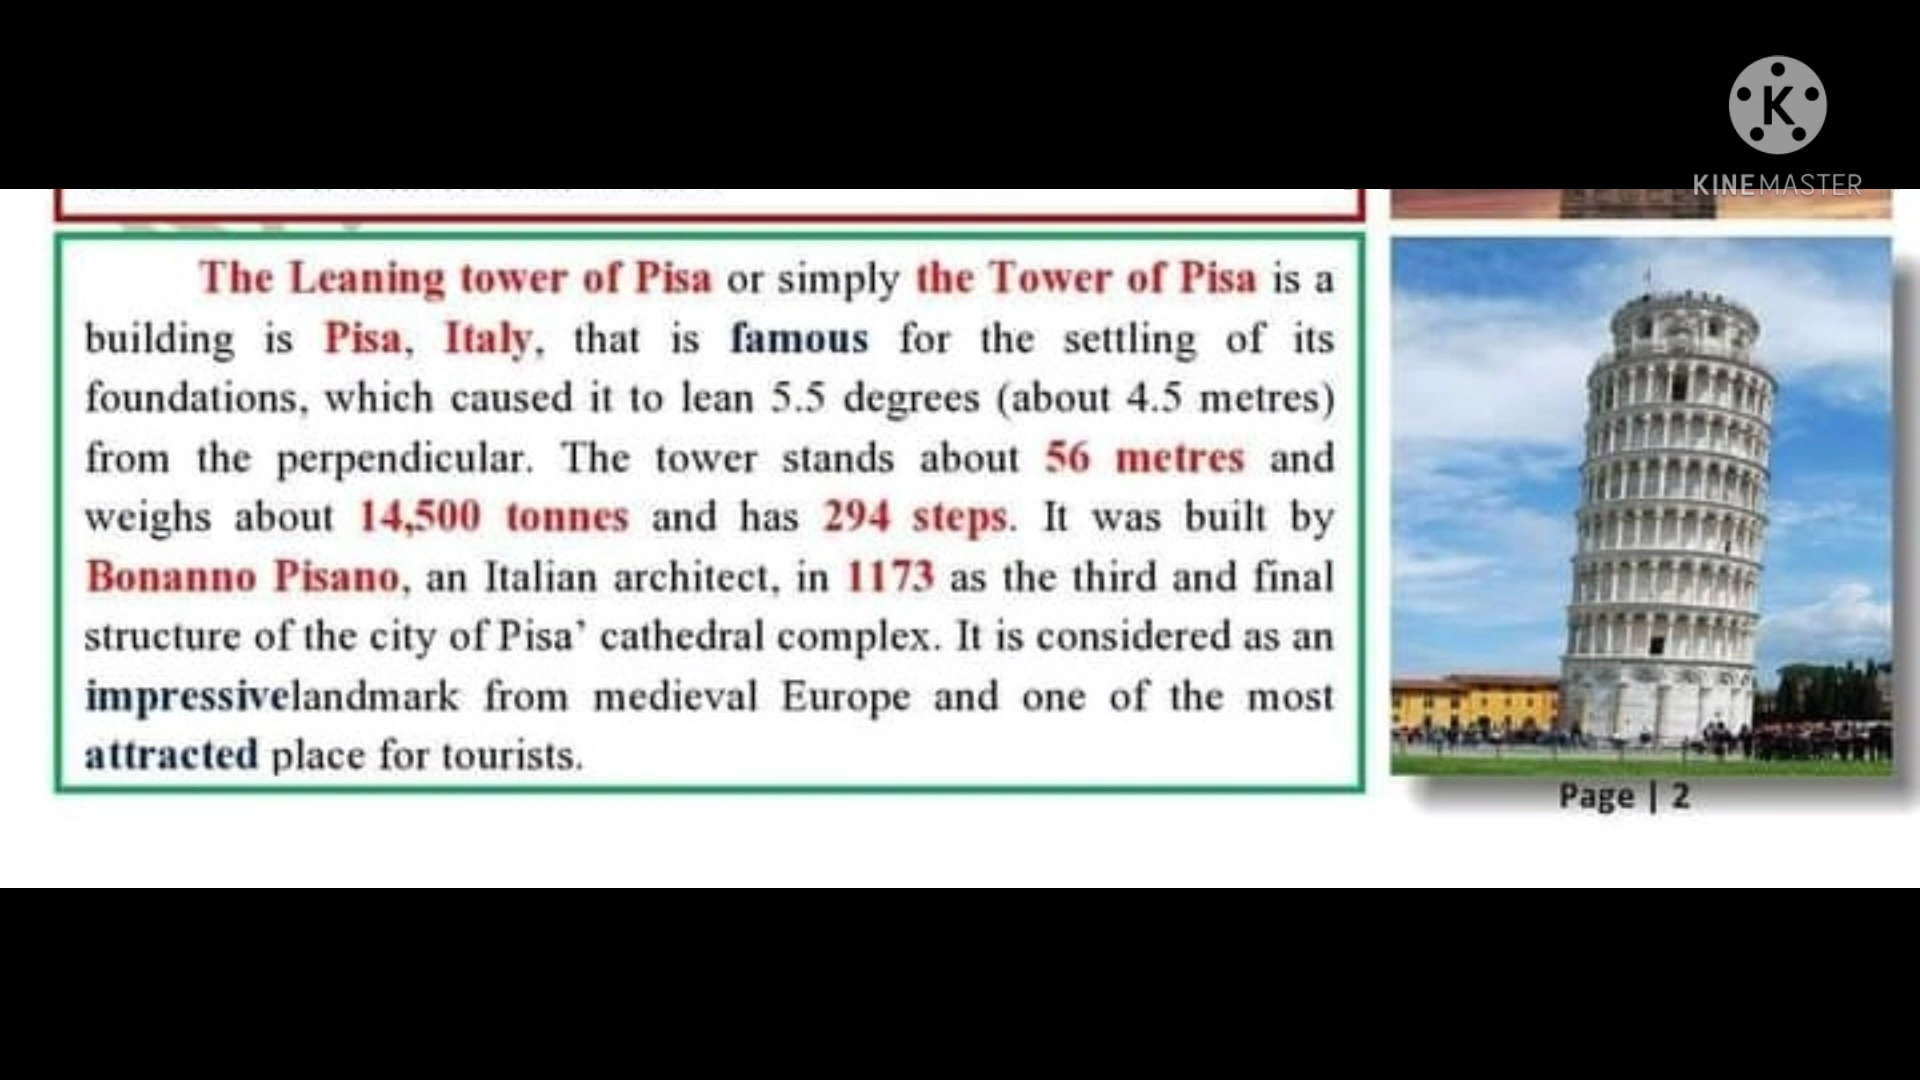 K
KINEMASTER
The Leaning tower of Pisa or simply the Tower of Pisa is a
building is Pisa, Italy, that is famous for the settling of its
foundations, which caused it to lean 5.5 degrees (about 4.5 metres)
from the perpendicular. The tower stands about 56 metres and
weighs about 14,500 tonnes and has 294 steps. It was built by
Bonanno Pisano, an Italian architect, in 1173 as the third and final
structure of the city of Pisa’ cathedral complex. It is considered as an
impressivelandmark from medieval Europe and one of the most
attracted place for tourists.
Page | 2